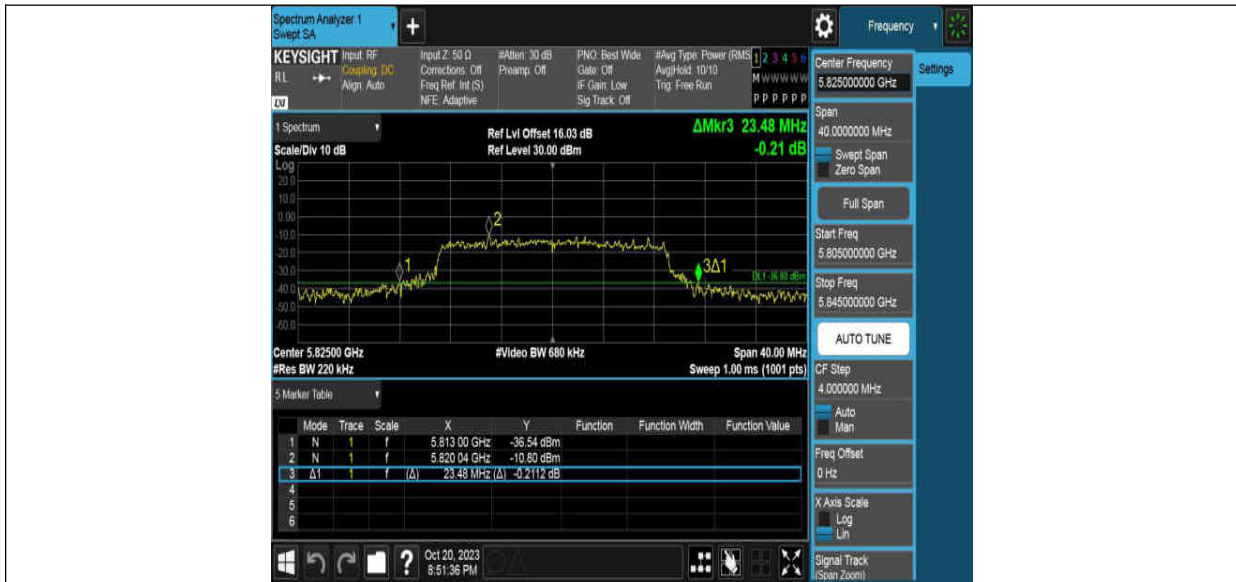 Spectrum Analyzer 1
Swept SA
Frequency
KEYSIGHT
RL
Input: RF
Coupling: DC
Align: Auto
Input Z: 50 Ω
Corrections: Off
Freq Ref: Int (S)
NFE: Adaptive
#Atten: 30 dB
Preamp: Off
PNO: Best Wide
Gate: Off
IF Gain: Low
Sig Track: Off
#Avg Type: Power (RMS
Avg|Hold: 10/10
Trig: Free Run
1 2 3 4 5 6
M W W W W W
P P P P P P
Center Frequency
5.825000000 GHz
Settings
1 Spectrum
Scale/Div 10 dB
Ref Lvl Offset 16.03 dB
Ref Level 30.00 dBm
ΔMkr3 23.48 MHz
-0.21 dB
Log
20.0
10.0
0.00
-10.0
-20.0
-30.0
-40.0
-50.0
-60.0
1
2
3Δ1
DL1 -36.80 dBm
Center 5.82500 GHz
#Res BW 220 kHz
#Video BW 680 kHz
Span 40.00 MHz
Sweep 1.00 ms (1001 pts)
Span
40.0000000 MHz
Swept Span
Zero Span
Full Span
Start Freq
5.805000000 GHz
Stop Freq
5.845000000 GHz
AUTO TUNE
CF Step
4.000000 MHz
Auto
Man
Freq Offset
0 Hz
X Axis Scale
Log
Lin
Signal Track
(Span Zoom)
5 Marker Table
Mode Trace Scale X Y Function Function Width Function Value
1 N 1 f 5.813 00 GHz -36.54 dBm
2 N 1 f 5.820 04 GHz -10.80 dBm
3 Δ1 1 f (Δ) 23.48 MHz (Δ) -0.2112 dB
4
5
6
?
Oct 20, 2023
8:51:36 PM